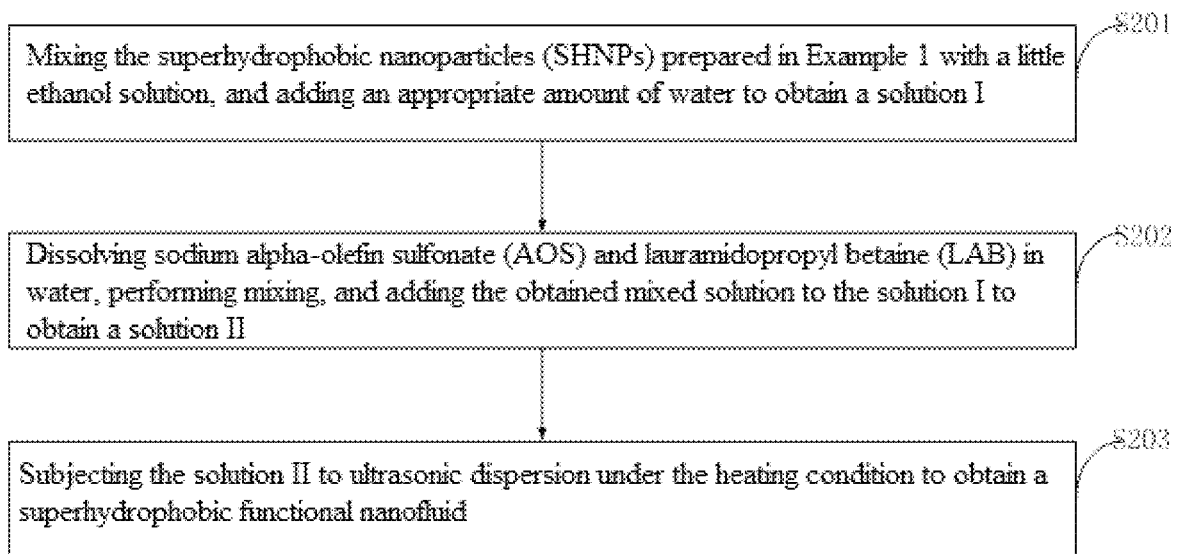 S201
Mixing the superhydrophobic nanoparticles (SHNPs) prepared in Example 1 with a little
ethanol solution, and adding an appropriate amount of water to obtain a solution I
S202
Dissolving sodium alpha-olefin sulfonate (AOS) and lauramidopropyl betaine (LAB) in
water, performing mixing, and adding the obtained mixed solution to the solution I to
obtain a solution II
S203
Subjecting the solution II to ultrasonic dispersion under the heating condition to obtain a
superhydrophobic functional nanofluid